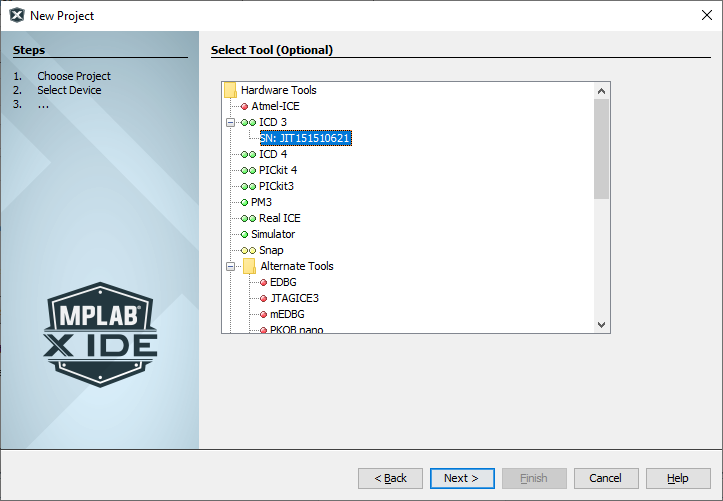 New Project
Steps
1. Choose Project
2. Select Device
3. ...
MPLAB®
X IDE
Select Tool (Optional)
Hardware Tools
Atmel-ICE
ICD 3
SN: JIT151510621
ICD 4
PICkit 4
PICkit3
PM3
Real ICE
Simulator
Snap
Alternate Tools
EDBG
JTAGICE3
mEDBG
PKOB nano
< Back
Next >
Finish
Cancel
Help